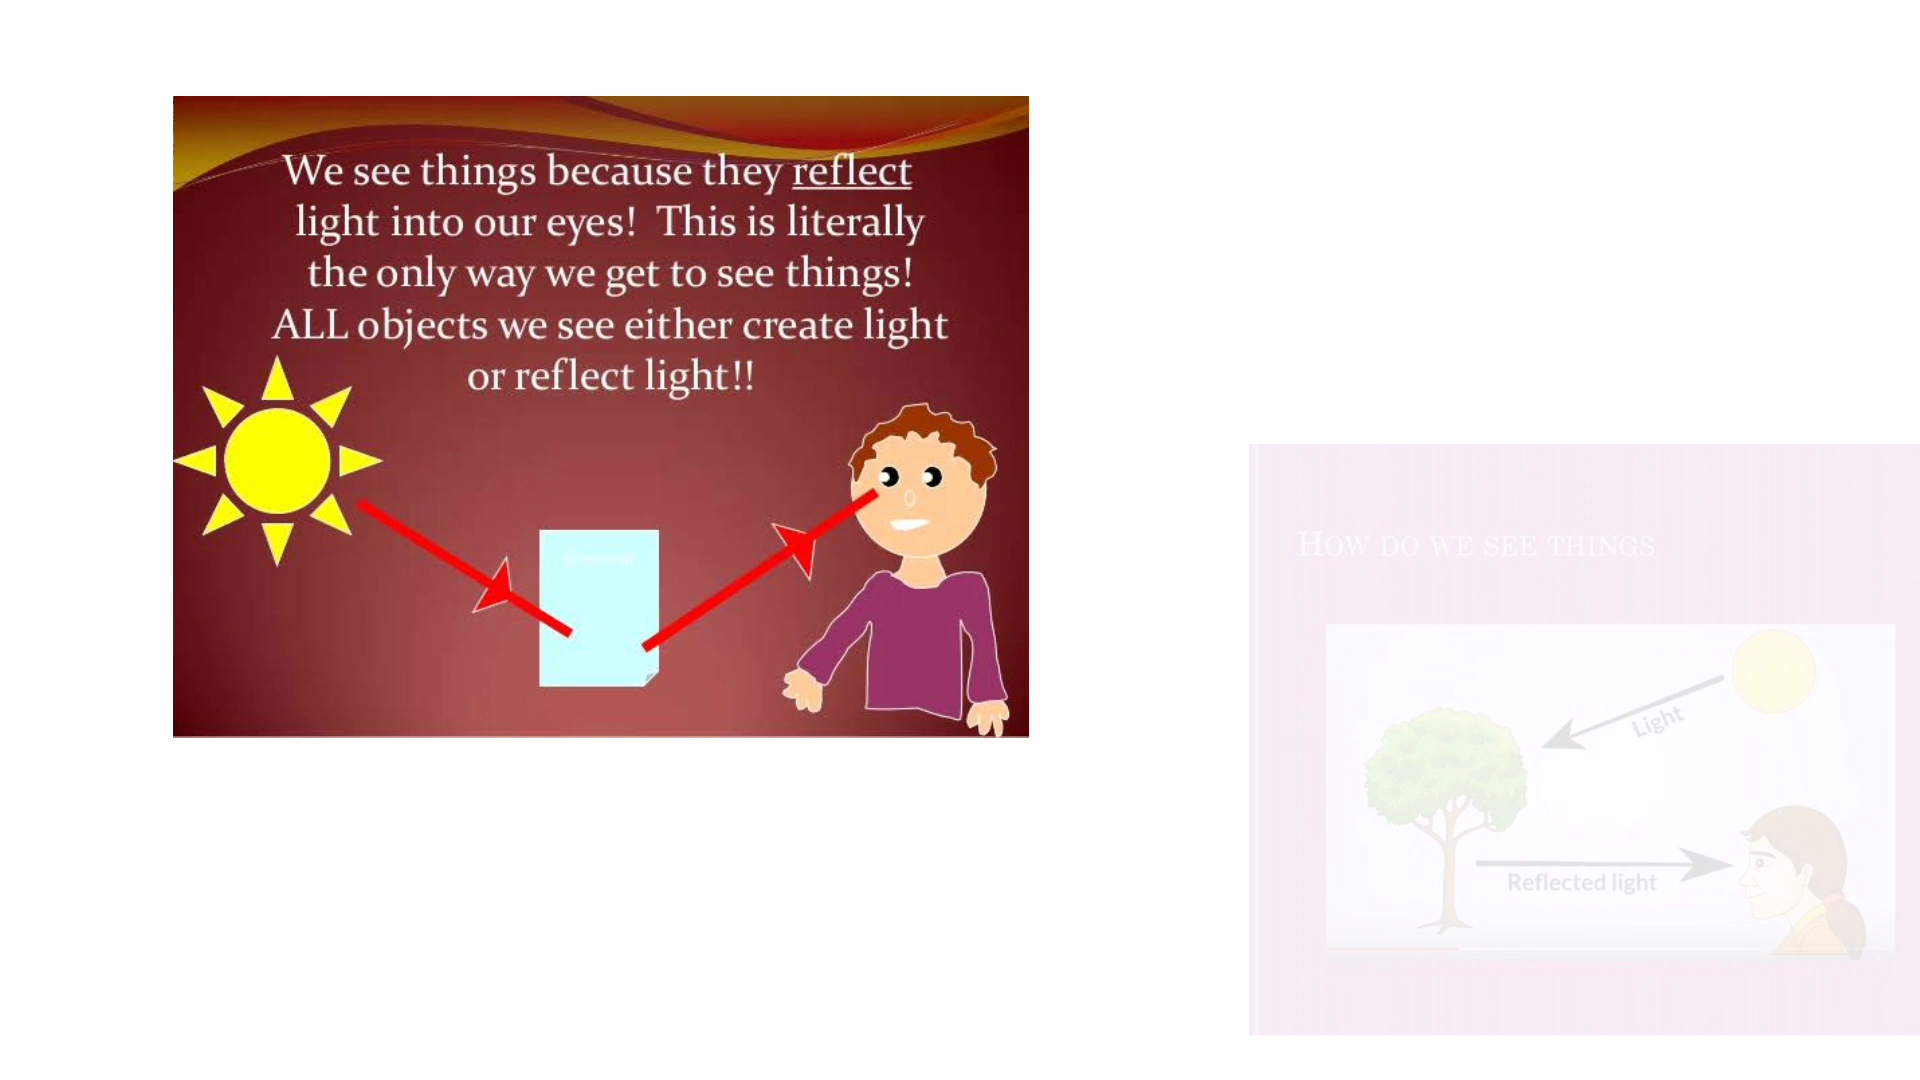 We see things because they reflect
light into our eyes! This is literally
the only way we get to see things!
ALL objects we see either create light
or reflect light!!
HOW DO WE SEE THINGS
Light
Reflected light